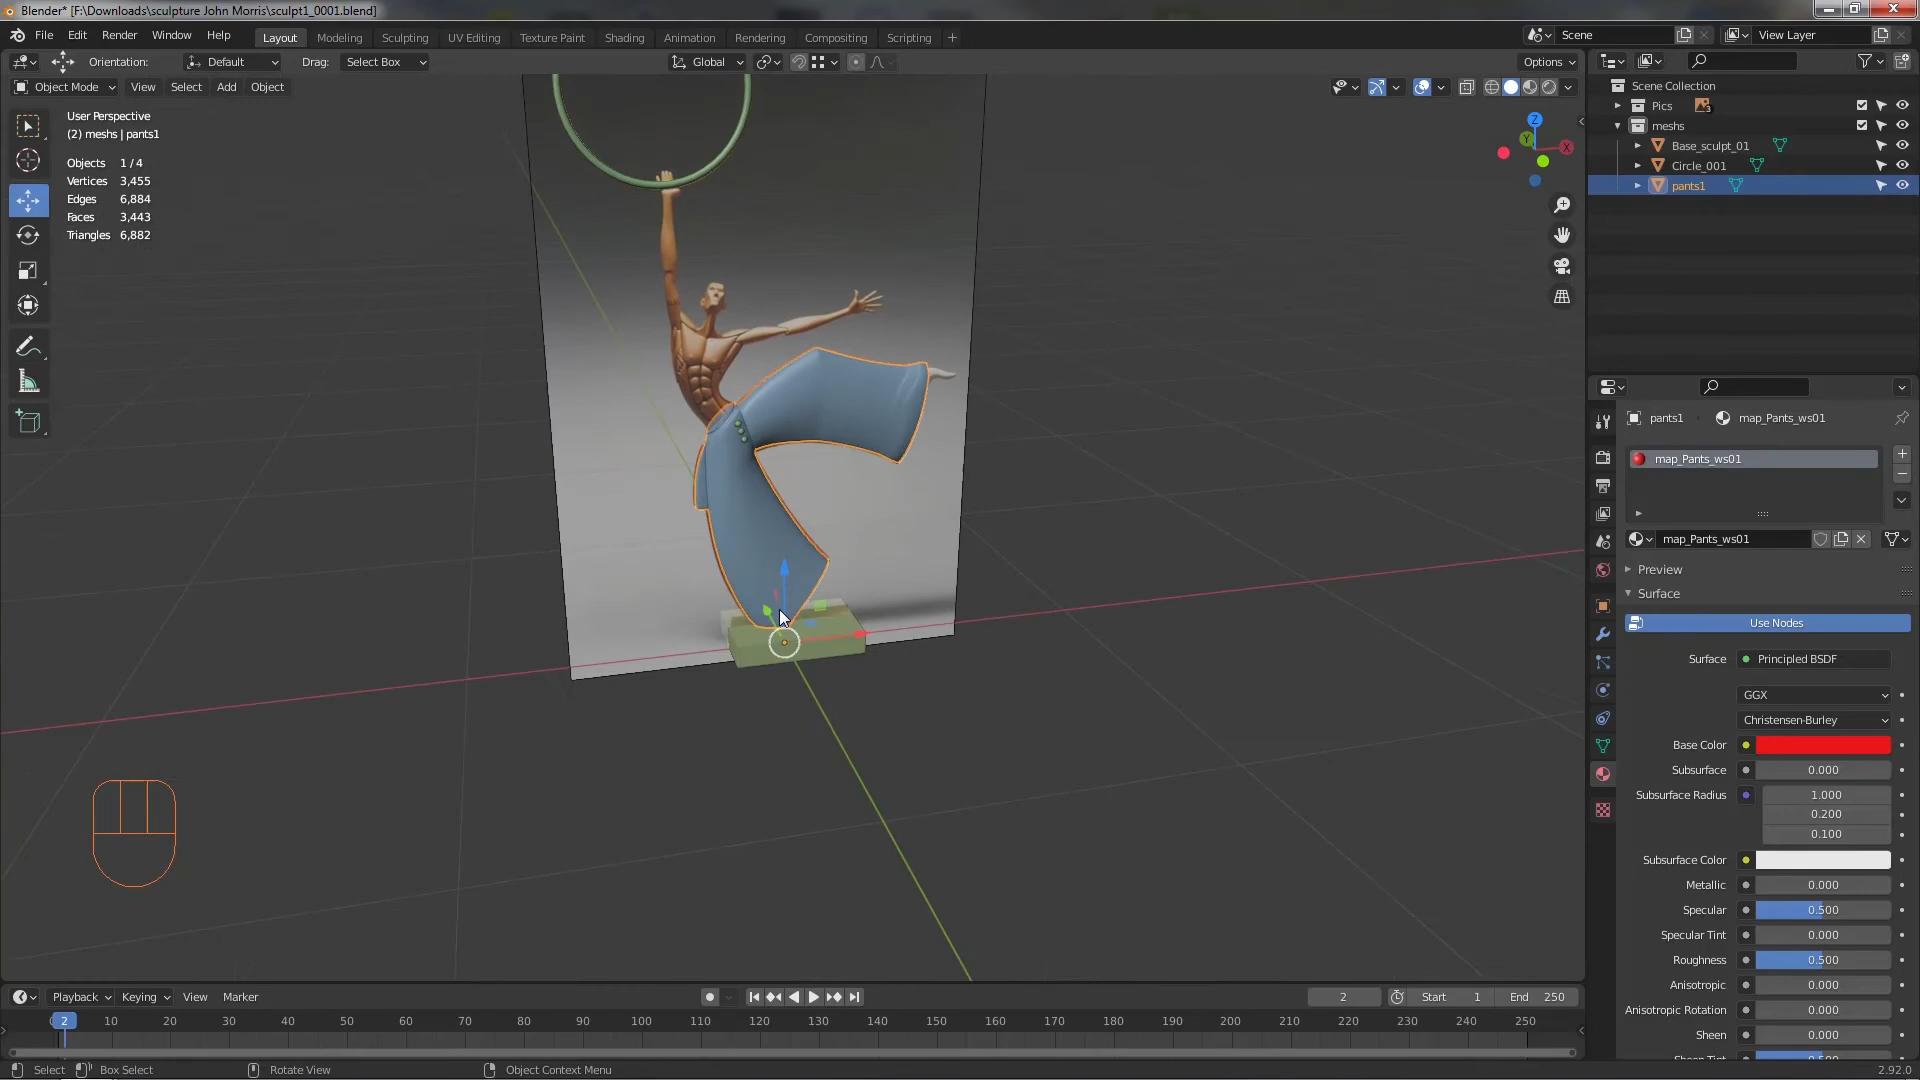 Blender* [F:\Downloads\sculpture John Morris\sculpt1_0001.blend]
File Edit Render Window Help Layout Modeling Sculpting UV Editing Texture Paint Shading Animation Rendering Compositing Scripting + Scene View Layer
Orientation: Default Drag: Select Box Global Options
Object Mode View Select Add Object
User Perspective
(2) meshs | pants1
Objects 1 / 4
Vertices 3,455
Edges 6,884
Faces 3,443
Triangles 6,882
Z
Y
X
Scene Collection
Pics 3
meshs
Base_sculpt_01
Circle_001
pants1
pants1 map_Pants_ws01
map_Pants_ws01
map_Pants_ws01
Preview
Surface
Use Nodes
Surface Principled BSDF
GGX
Christensen-Burley
Base Color
Subsurface 0.000
Subsurface Radius 1.000
0.200
0.100
Subsurface Color
Metallic 0.000
Specular 0.500
Specular Tint 0.000
Roughness 0.500
Anisotropic 0.000
Anisotropic Rotation 0.000
Sheen 0.000
Sheen Tint 0.500
Playback Keying View Marker 2 Start 1 End 250
2 10 20 30 40 50 60 70 80 90 100 110 120 130 140 150 160 170 180 190 200 210 220 230 240 250
Select Box Select Rotate View Object Context Menu 2.92.0